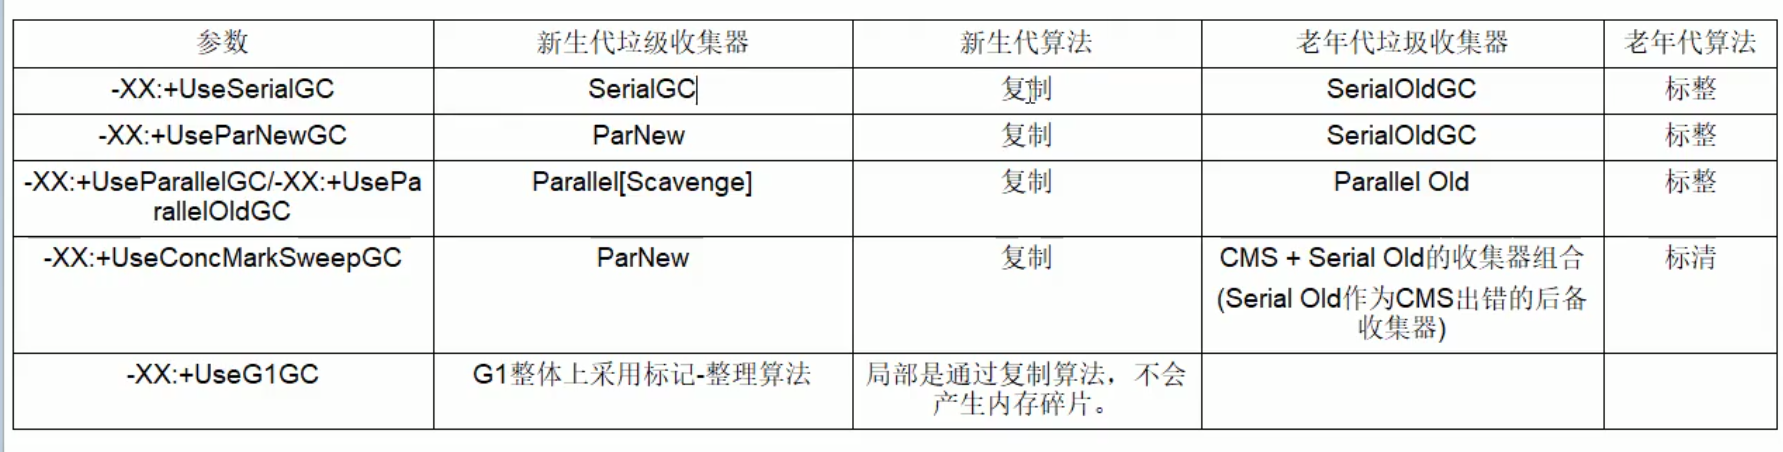 参数
新生代垃级收集器
新生代算法
老年代垃圾收集器
老年代算法
-XX:+UseSerialGC
SerialGC
复制
SerialOldGC
标整
-XX:+UseParNewGC
ParNew
复制
SerialOldGC
标整
-XX:+UseParallelGC/-XX:+UsePa
rallelOldGC
Parallel[Scavenge]
复制
Parallel Old
标整
-XX:+UseConcMarkSweepGC
ParNew
复制
CMS + Serial Old的收集器组合
(Serial Old作为CMS出错的后备
收集器)
标清
-XX:+UseG1GC
G1整体上采用标记-整理算法
局部是通过复制算法，不会
产生内存碎片。